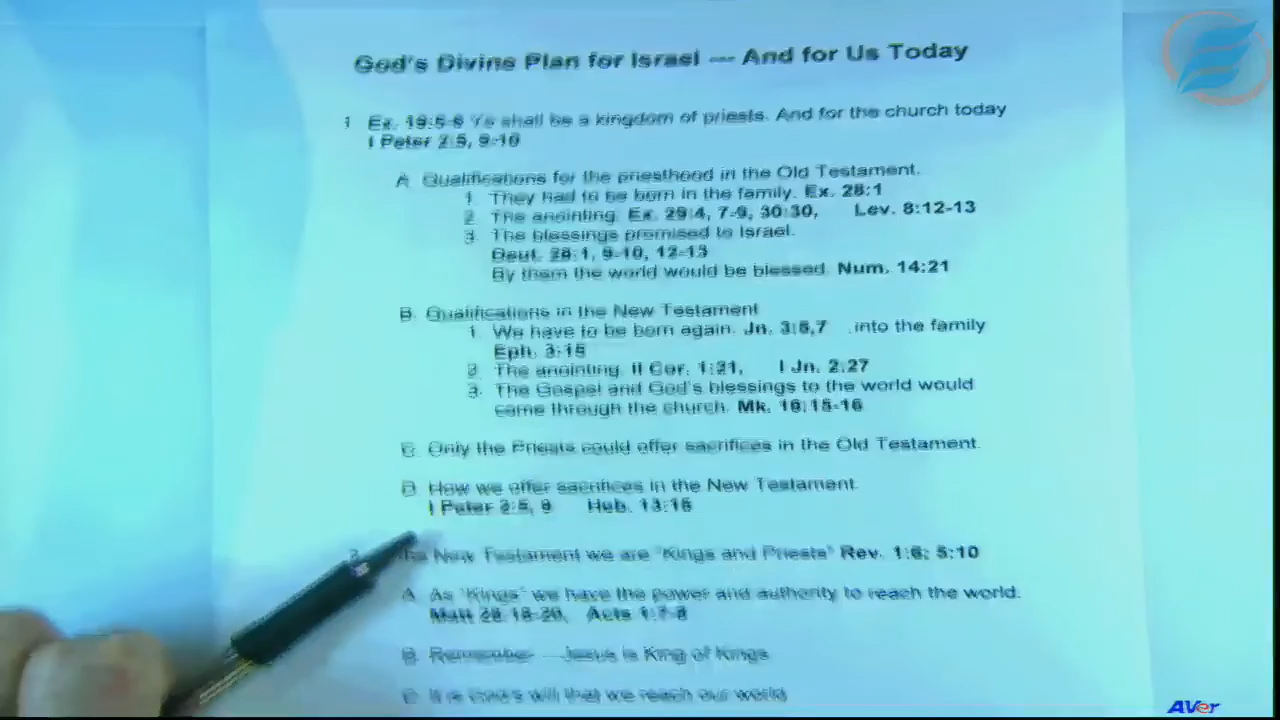 God's Divine Plan for Israel --- And for Us Today
1 Ex. 19:5-6 Ye shall be a kingdom of priests. And for the church today
I Peter 2:5, 9-10
A. Qualifications for the priesthood in the Old Testament.
1. They had to be born in the family. Ex. 28:1
2. The anointing. Ex. 29:4, 7-9, 30:30, Lev. 8:12-13
3. The blessings promised to Israel.
Deut. 28:1, 9-10, 12-13
By them the world would be blessed. Num. 14:21
B. Qualifications in the New Testament
1. We have to be born again. Jn. 3:5,7 ..into the family
Eph. 3:15
2. The anointing. II Cor. 1:21, I Jn. 2:27
3. The Gospel and God's blessings to the world would
come through the church. Mk. 16:15-16
C. Only the Priests could offer sacrifices in the Old Testament.
D. How we offer sacrifices in the New Testament.
I Peter 2:5, 9 Heb. 13:15
New Testament we are "Kings and Priests" Rev. 1:6; 5:10
A. As "Kings" we have the power and authority to reach the world.
Matt 28:18-20, Acts 1:7-8
B. Remember --- Jesus is King of Kings
C. It is God's will that we reach our world
AVer